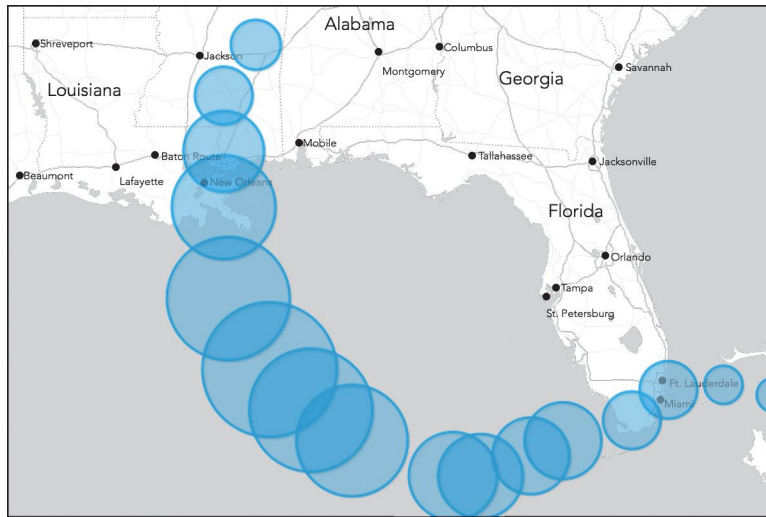 Alabama
Shreveport
Jackson
Columbus
Montgomery
Georgia
Savannah
Louisiana
Mobile
Baton Route
Tallahassee
Jacksonville
Beaumont
Lafayette
New Orleans
Florida
Orlando
Tampa
St. Petersburg
Ft. Lauderdale
Miami